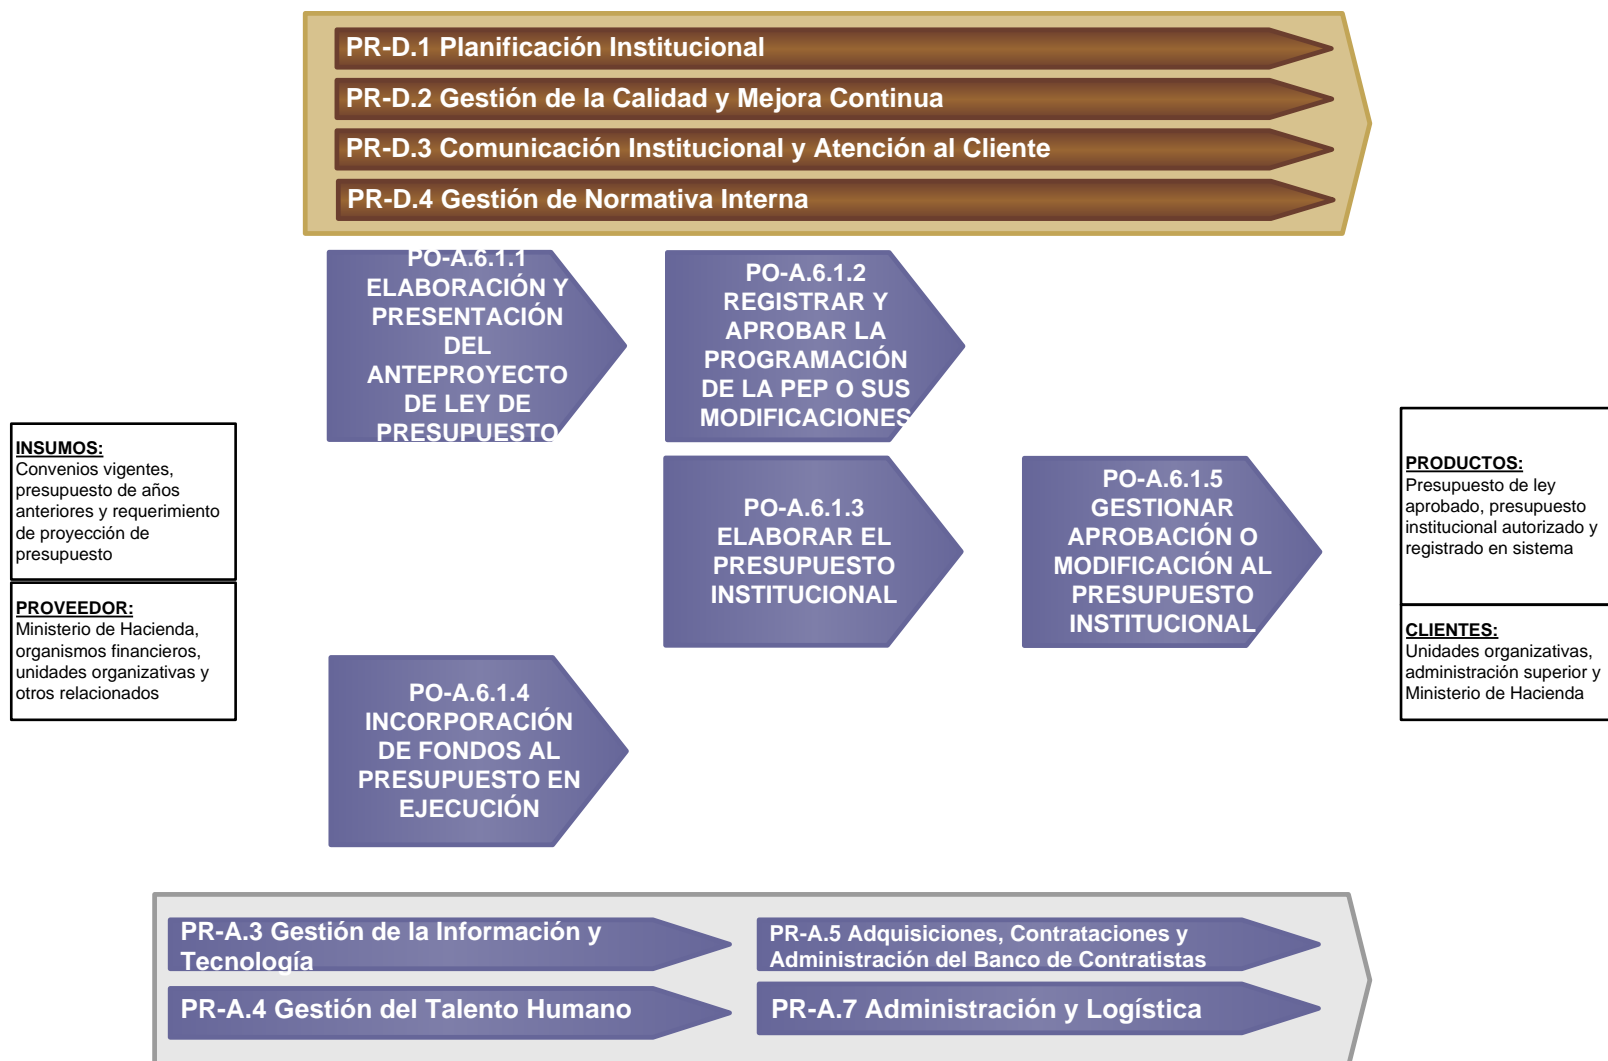 PR-D.1 Planificación Institucional
PR-D.2 Gestión de la Calidad y Mejora Continua
PR-D.3 Comunicación Institucional y Atención al Cliente
PR-D.4 Gestión de Normativa Interna
PO-A.6.1.1
ELABORACIÓN Y
PRESENTACIÓN
DEL
ANTEPROYECTO
DE LEY DE
PRESUPUESTO
PO-A.6.1.2
REGISTRAR Y
APROBAR LA
PROGRAMACIÓN
DE LA PEP O SUS
MODIFICACIONES
INSUMOS:
Convenios vigentes,
presupuesto de años
anteriores y requerimiento
de proyección de
presupuesto
PROVEEDOR:
Ministerio de Hacienda,
organismos financieros,
unidades organizativas y
otros relacionados
PO-A.6.1.3
ELABORAR EL
PRESUPUESTO
INSTITUCIONAL
PO-A.6.1.5
GESTIONAR
APROBACIÓN O
MODIFICACIÓN AL
PRESUPUESTO
INSTITUCIONAL
PRODUCTOS:
Presupuesto de ley
aprobado, presupuesto
institucional autorizado y
registrado en sistema
CLIENTES:
Unidades organizativas,
administración superior y
Ministerio de Hacienda
PO-A.6.1.4
INCORPORACIÓN
DE FONDOS AL
PRESUPUESTO EN
EJECUCIÓN
PR-A.3 Gestión de la Información y
Tecnología
PR-A.5 Adquisiciones, Contrataciones y
Administración del Banco de Contratistas
PR-A.4 Gestión del Talento Humano
PR-A.7 Administración y Logística